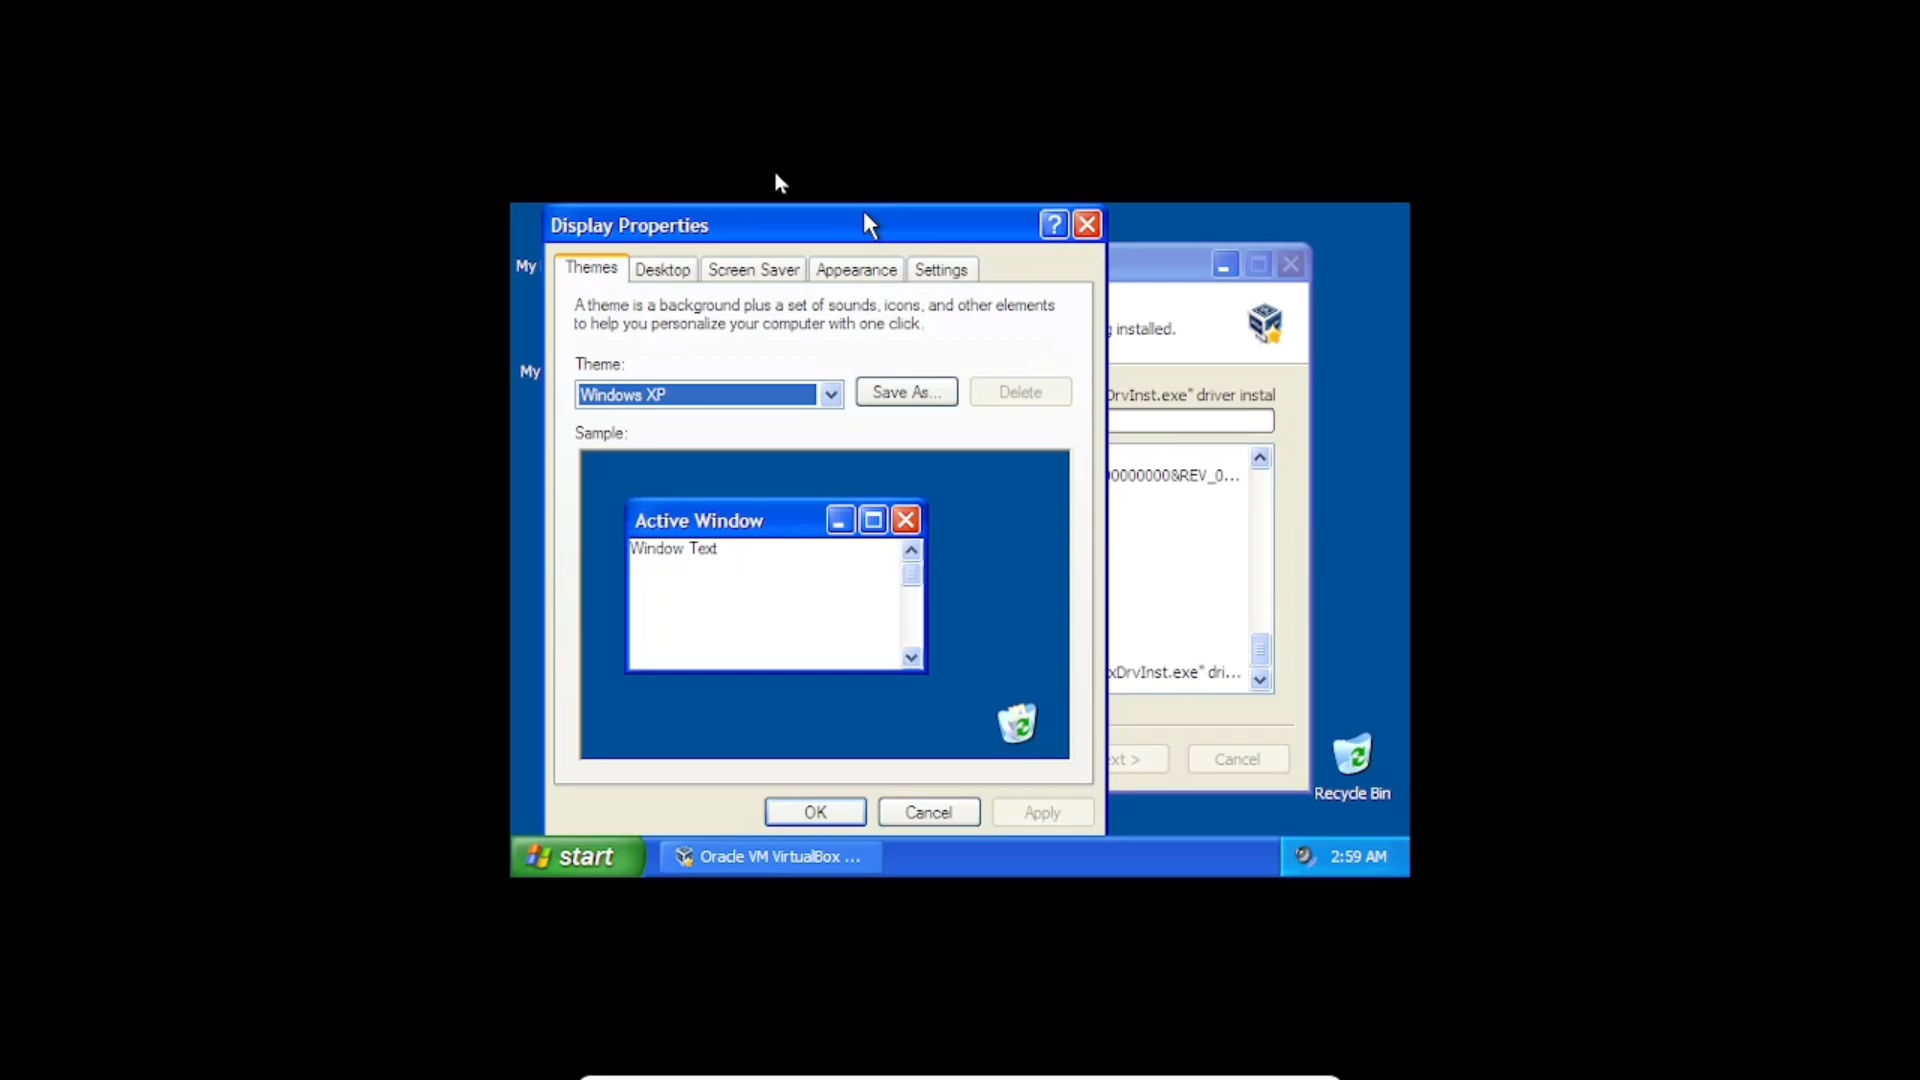 Display Properties
My
My
Themes
Desktop
Screen Saver
Appearance
Settings
A theme is a background plus a set of sounds, icons, and other elements
to help you personalize your computer with one click.
Theme:
Windows XP
Save As...
Delete
Sample:
Active Window
Window Text
OK
Cancel
Apply
installed.
DrvInst.exe" driver instal
0000000&REV_0...
xDrvInst.exe" dri...
ext >
Cancel
Recycle Bin
start
Oracle VM VirtualBox ...
2:59 AM